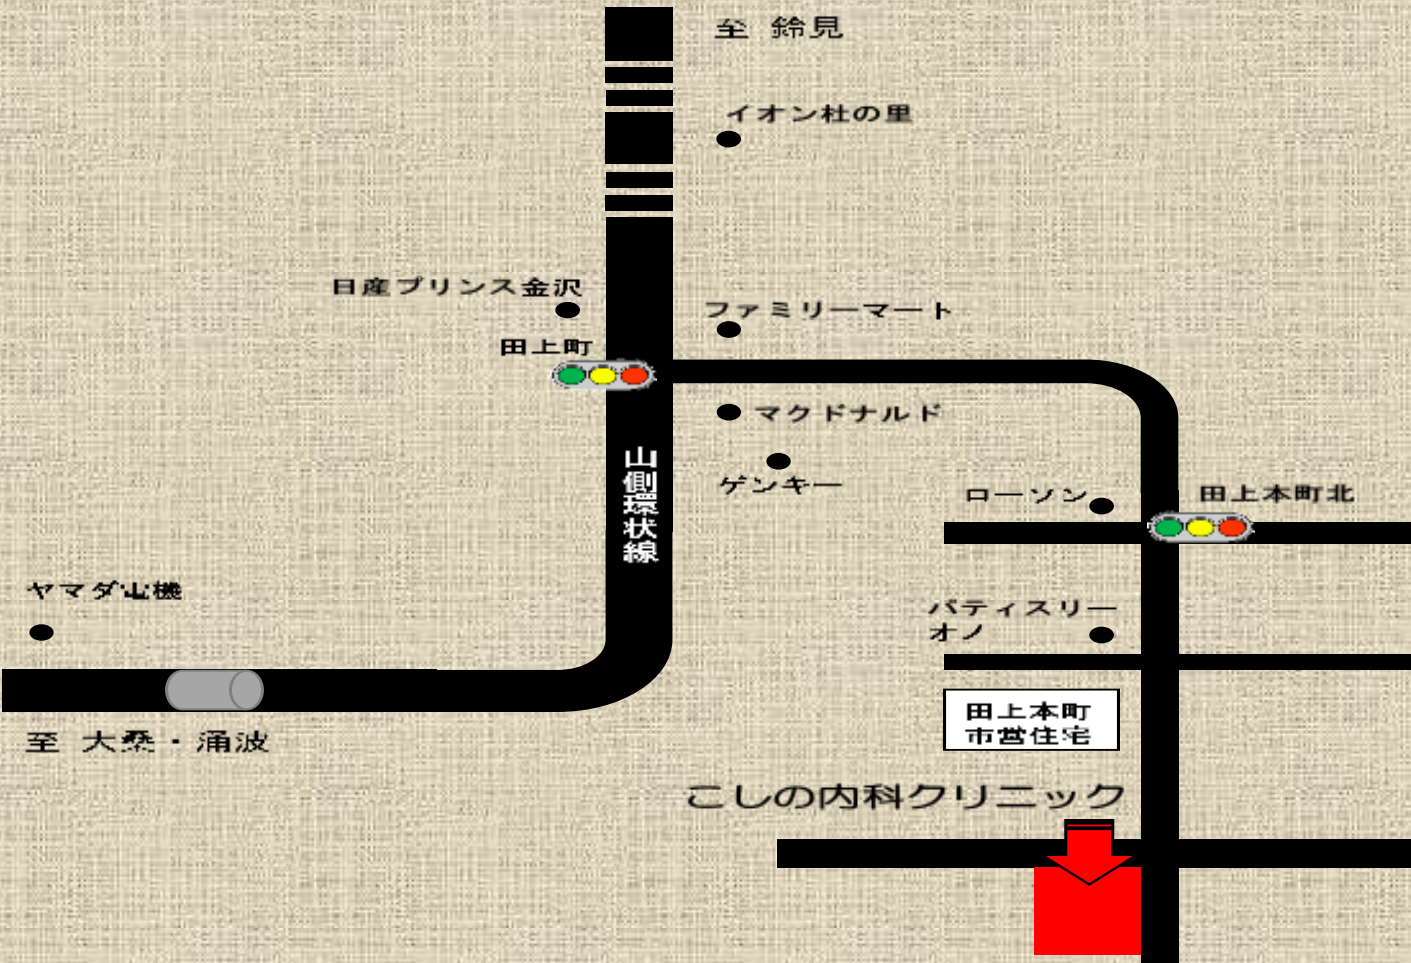 至 鈴見
イオン杜の里
日産プリンス金沢
ファミリーマート
田上町
マクドナルド
山側環状線
ゲンキー
ローソン
田上本町北
ヤマダ電機
パティスリー
オノ
田上本町
市営住宅
至 大桑・涌波
こしの内科クリニック